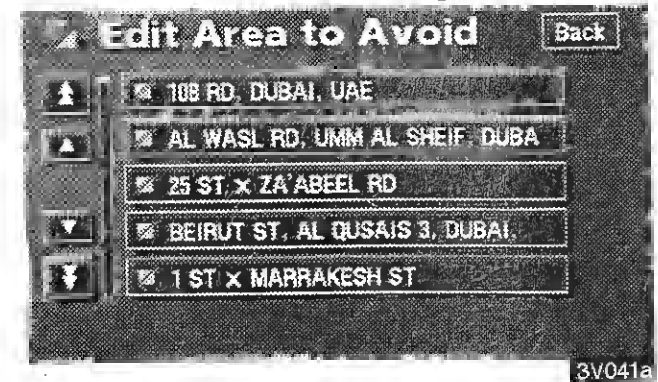 Edit Area to Avoid
Back
108 RD, DUBAI, UAE
AL WASL RD, UMM AL SHEIF, DUBA
25 ST x ZA'ABEEL RD
BEIRUT ST, AL QUSAIS 3, DUBAI,
1 ST x MARRAKESH ST
3V041a